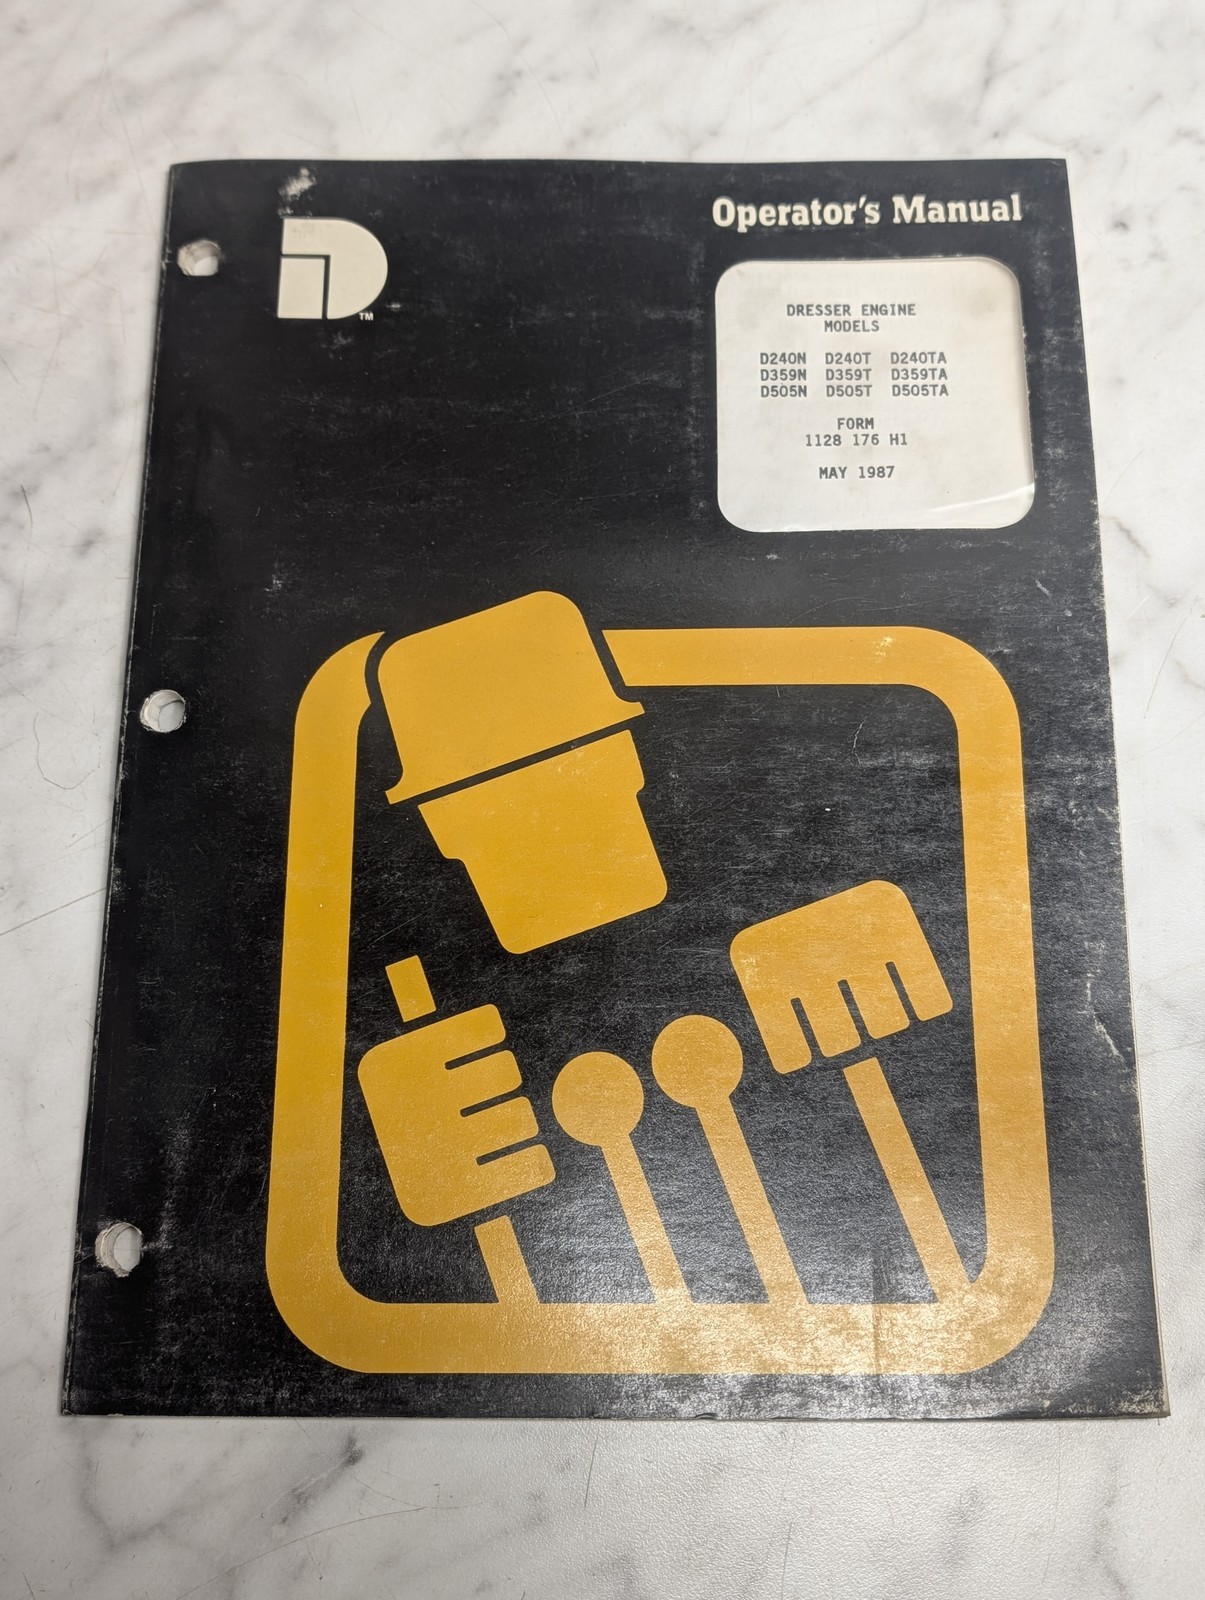 Operator's Manual
TM
DRESSER ENGINE
MODELS
D240N D240T D240TA
D359N D359T D359TA
D505N D505T D505TA
FORM
1128 176 H1
MAY 1987